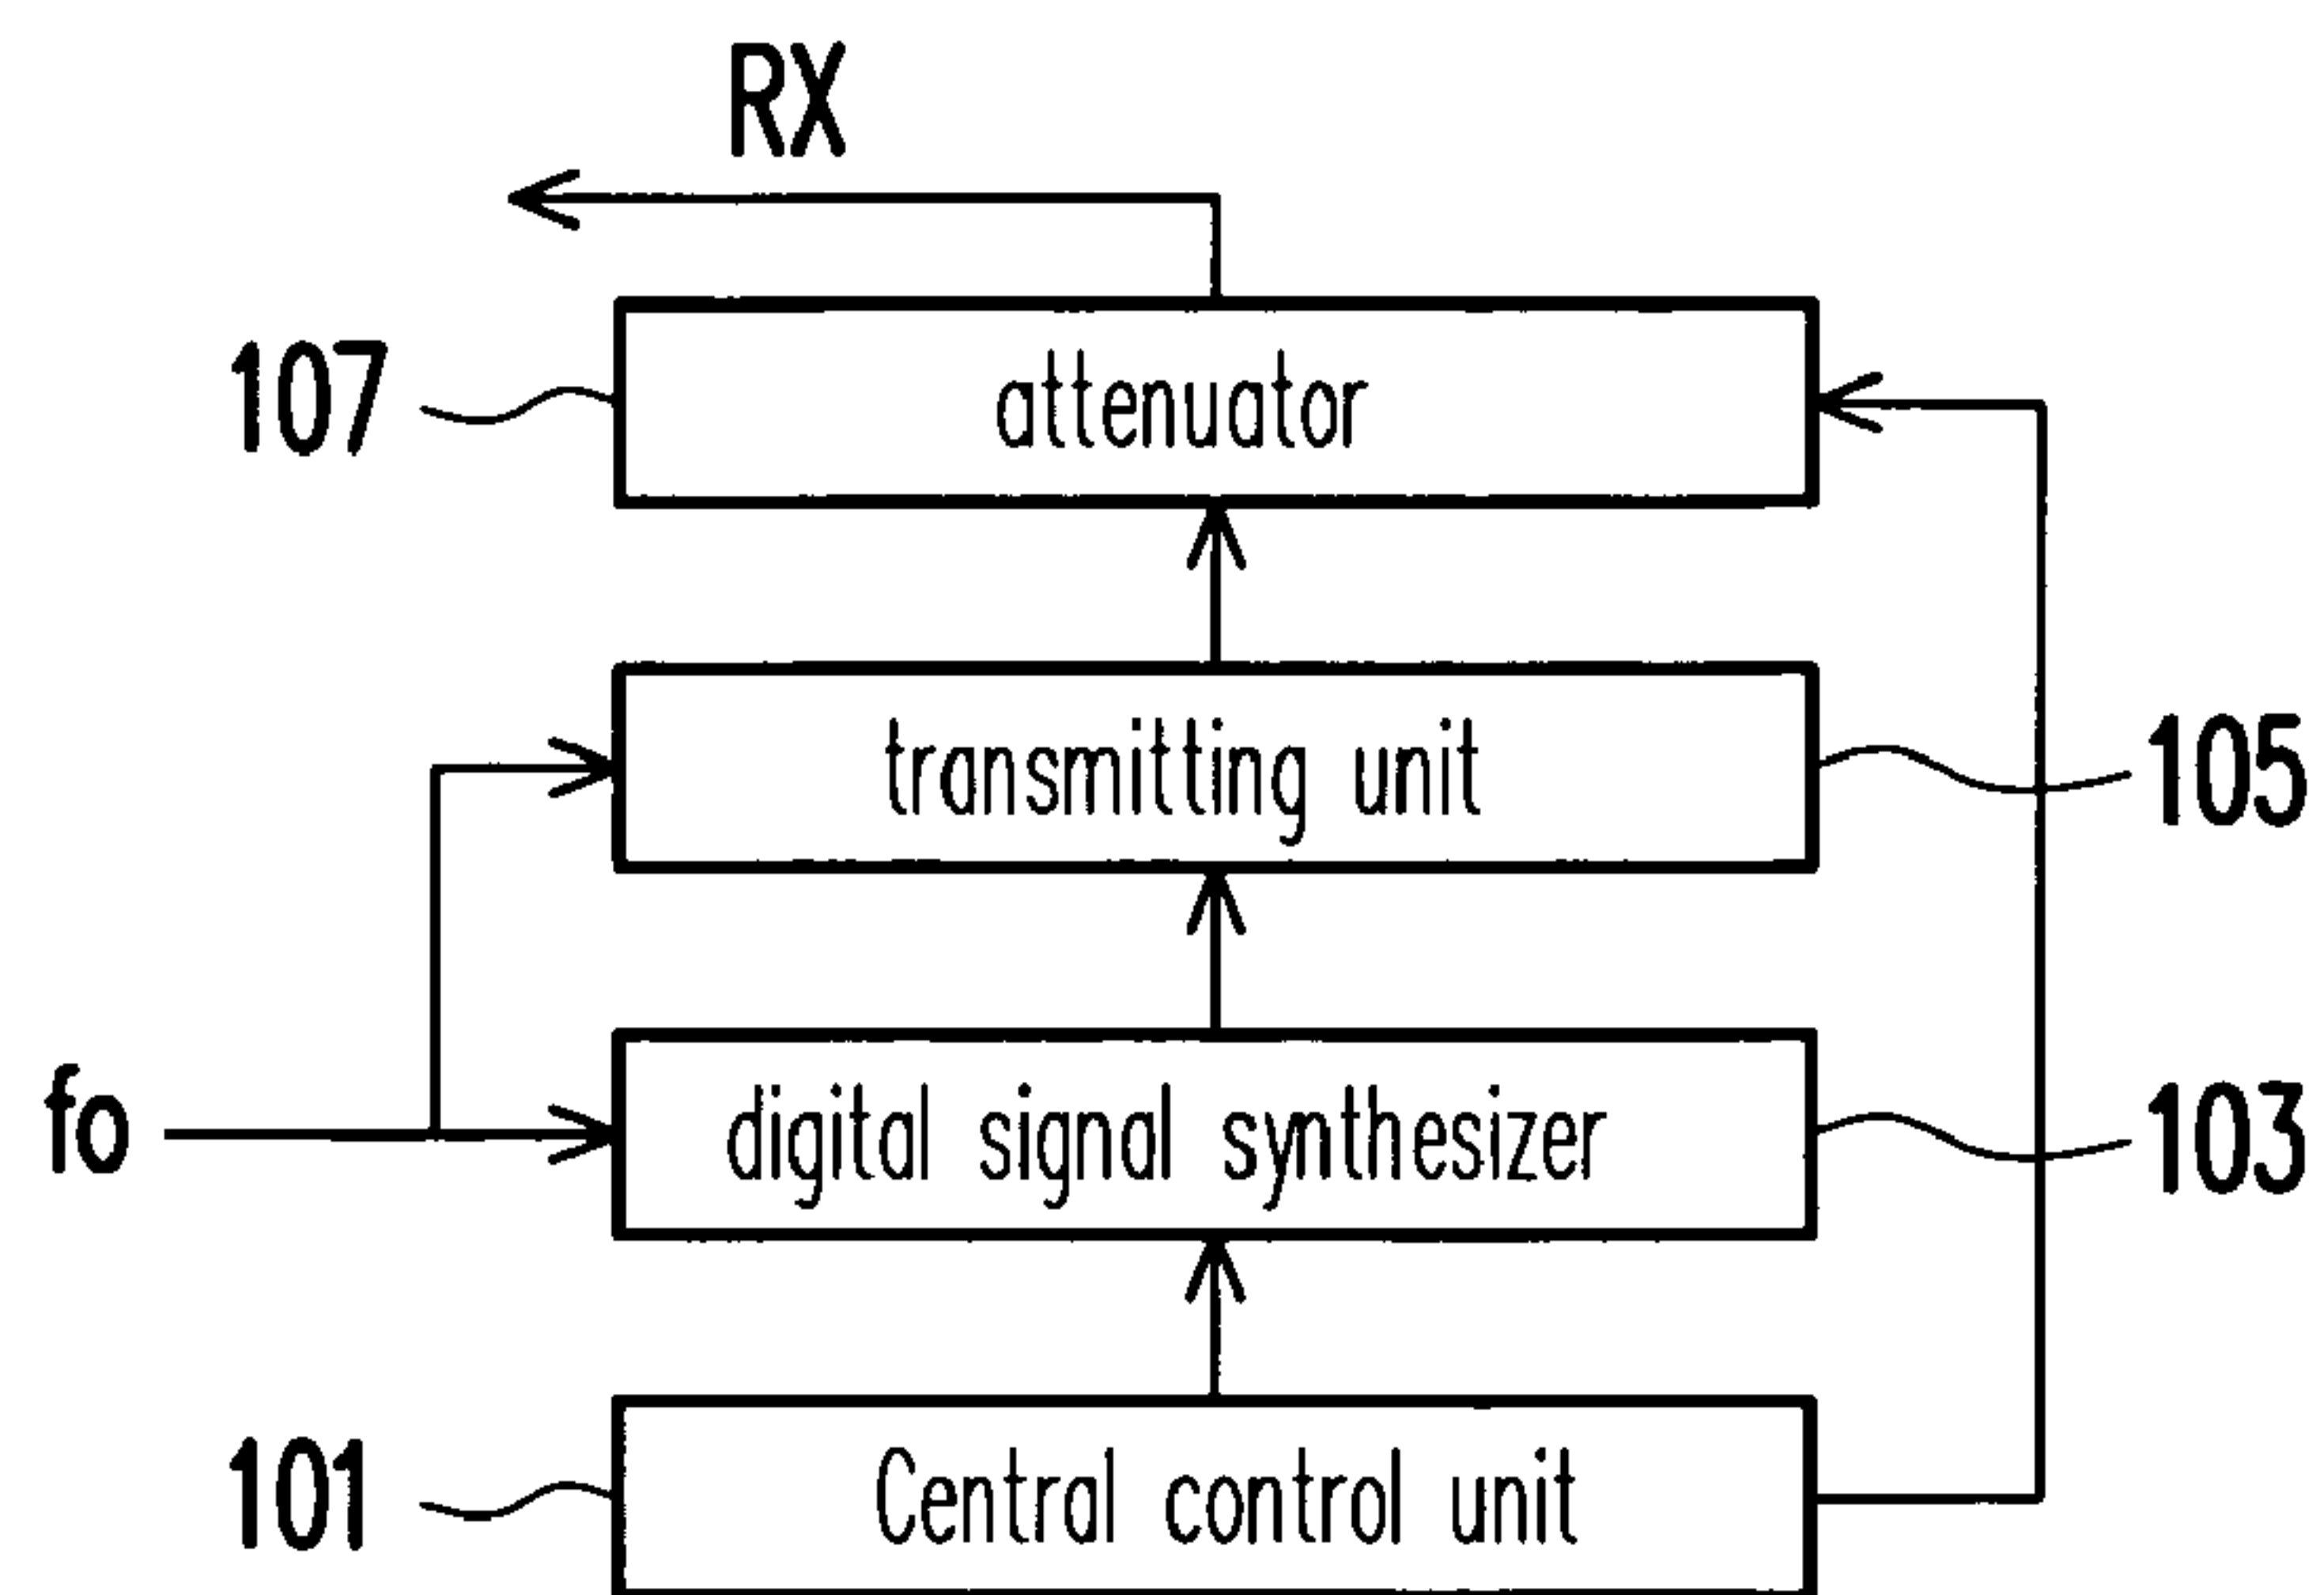 RX
107
attenuator
transmitting unit
105
fo
digital signal synthesizer
103
101
Central control unit